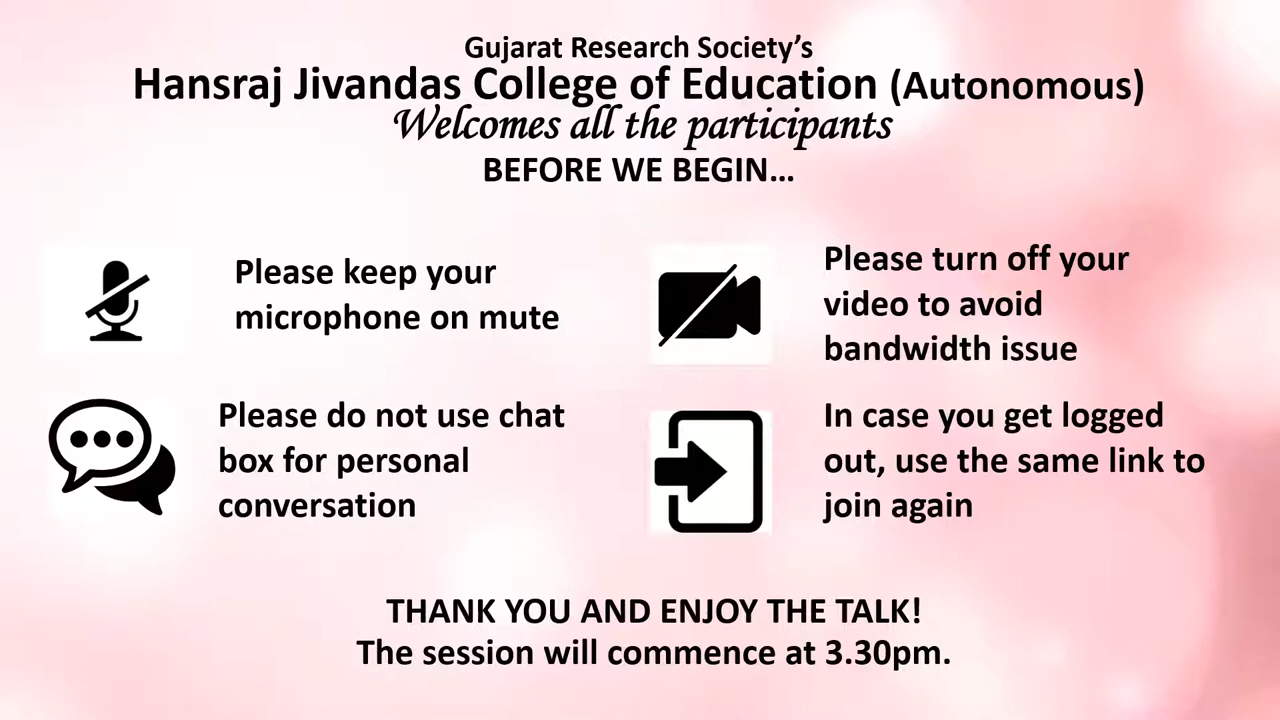 Gujarat Research Society’s
Hansraj Jivandas College of Education (Autonomous)
Welcomes all the participants
BEFORE WE BEGIN…
Please keep your
microphone on mute
Please turn off your
video to avoid
bandwidth issue
Please do not use chat
box for personal
conversation
In case you get logged
out, use the same link to
join again
THANK YOU AND ENJOY THE TALK!
The session will commence at 3.30pm.